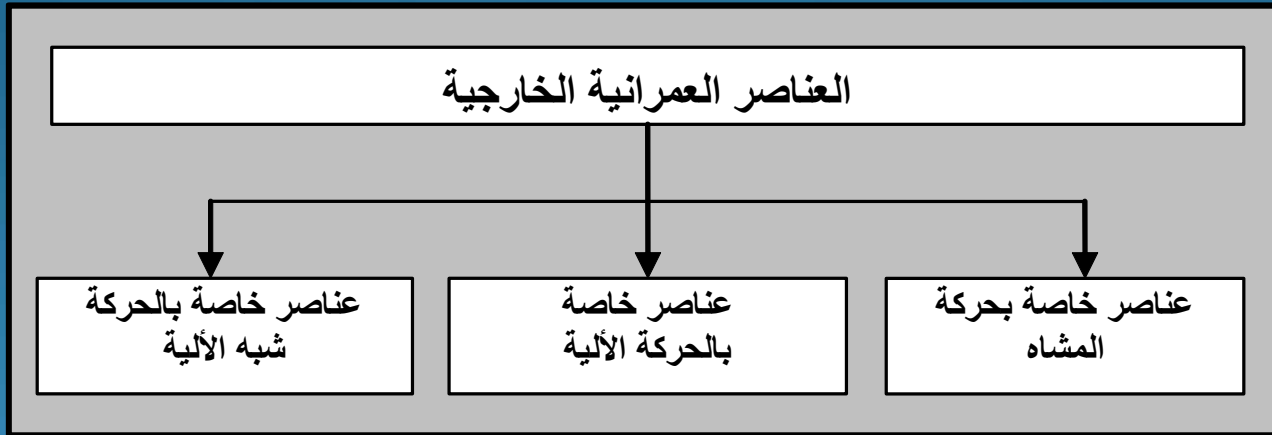 العناصر العمرانية الخارجية
عناصر خاصة بحركة
المشاه
عناصر خاصة
بالحركة الألية
عناصر خاصة بالحركة
شبه الألية